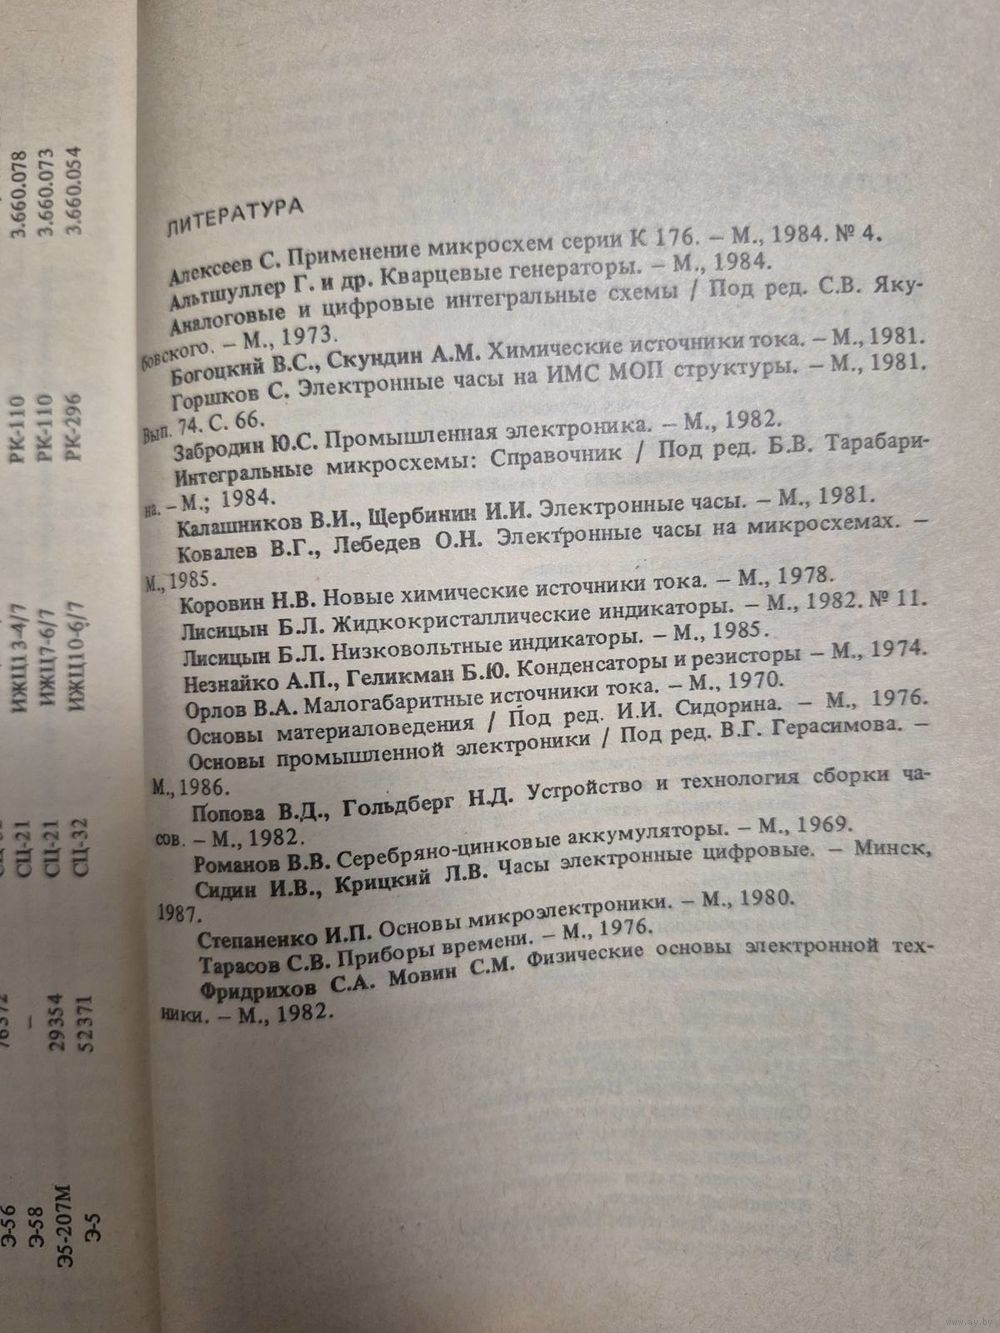 ЛИТЕРАТУРА
Алексеев С. Применение микросхем серии К 176. – М., 1984. № 4.
Альтшуллер Г. и др. Кварцевые генераторы. – М., 1984.
Аналоговые и цифровые интегральные схемы / Под ред. С.В. Яку-
бовского. – М., 1973.
Богоцкий В.С., Скундин А.М. Химические источники тока. – М., 1981.
Горшков С. Электронные часы на ИМС МОП структуры. – М., 1981.
Вып. 74. С. 66.
Забродин Ю.С. Промышленная электроника. – М., 1982.
Интегральные микросхемы: Справочник / Под ред. Б.В. Тарабари-
на. – М.; 1984.
Калашников В.И., Щербинин И.И. Электронные часы. – М., 1981.
Ковалев В.Г., Лебедев О.Н. Электронные часы на микросхемах. –
М., 1985.
Коровин Н.В. Новые химические источники тока. – М., 1978.
Лисицын Б.Л. Жидкокристаллические индикаторы. – М., 1982. № 11.
Лисицын Б.Л. Низковольтные индикаторы. – М., 1985.
Незнайко А.П., Геликман Б.Ю. Конденсаторы и резисторы – М., 1974.
Орлов В.А. Малогабаритные источники тока. – М., 1970.
Основы материаловедения / Под ред. И.И. Сидорина. – М., 1976.
Основы промышленной электроники / Под ред. В.Г. Герасимова. –
М., 1986.
Попова В.Д., Гольдберг Н.Д. Устройство и технология сборки ча-
сов. – М., 1982.
Романов В.В. Серебряно-цинковые аккумуляторы. – М., 1969.
Сидин И.В., Крицкий Л.В. Часы электронные цифровые. – Минск,
1987.
Степаненко И.П. Основы микроэлектроники. – М., 1980.
Тарасов С.В. Приборы времени. – М., 1976.
Фридрихов С.А. Мовин С.М. Физические основы электронной тех-
ники. – М., 1982.
Э-56 СЦ-21 ИЖЦ13-4/7 РК-110 3.660.078
Э-58 – СЦ-21 ИЖЦ7-6/7 РК-110 3.660.073
Э5-207М 29354 СЦ-32 ИЖЦ10-6/7 РК-296 3.660.054
Э-5 52371
www.ay.by